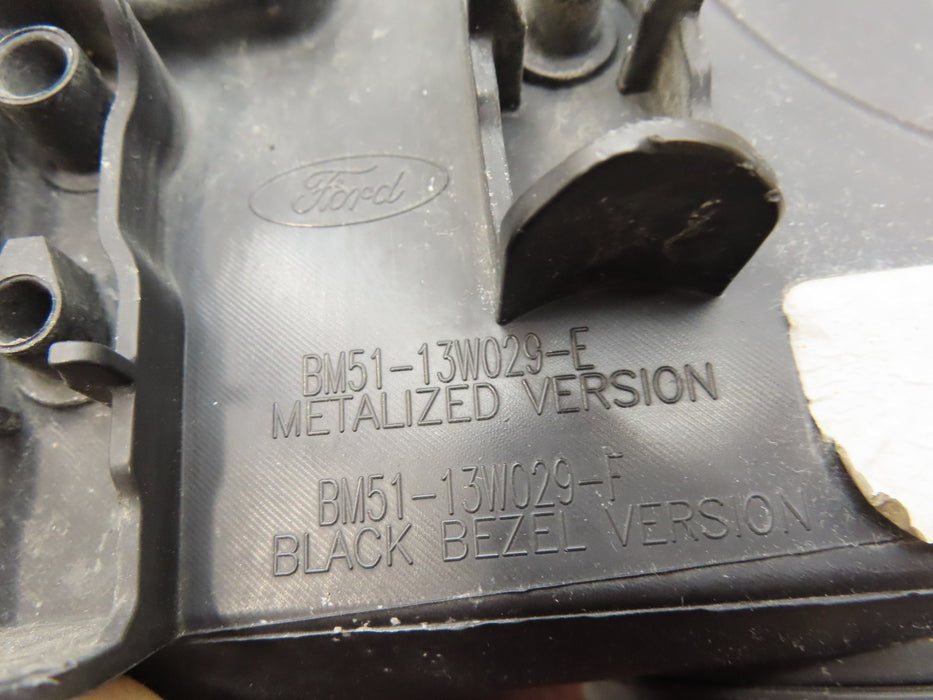 Ford
BM51-13W029-E
METALIZED VERSION
BM51-13W029-F
BLACK BEZEL VERSION